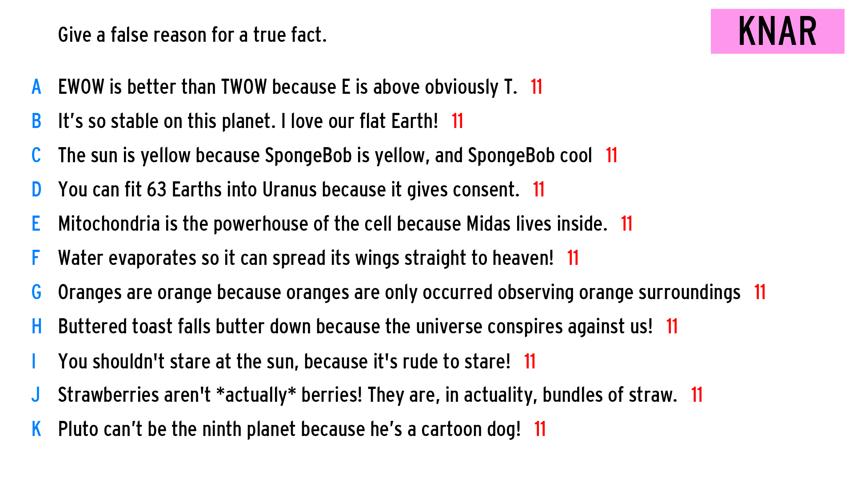 Give a false reason for a true fact.
KNAR
A EWOW is better than TWOW because E is above obviously T. 11
B It's so stable on this planet. I love our flat Earth! 11
C The sun is yellow because SpongeBob is yellow, and SpongeBob cool 11
D You can fit 63 Earths into Uranus because it gives consent. 11
E Mitochondria is the powerhouse of the cell because Midas lives inside. 11
F Water evaporates so it can spread its wings straight to heaven! 11
G Oranges are orange because oranges are only occurred observing orange surroundings 11
H Buttered toast falls butter down because the universe conspires against us! 11
I You shouldn't stare at the sun, because it's rude to stare! 11
J Strawberries aren't *actually* berries! They are, in actuality, bundles of straw. 11
K Pluto can't be the ninth planet because he's a cartoon dog! 11